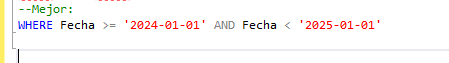 --Mejor:
WHERE Fecha >= '2024-01-01' AND Fecha < '2025-01-01'